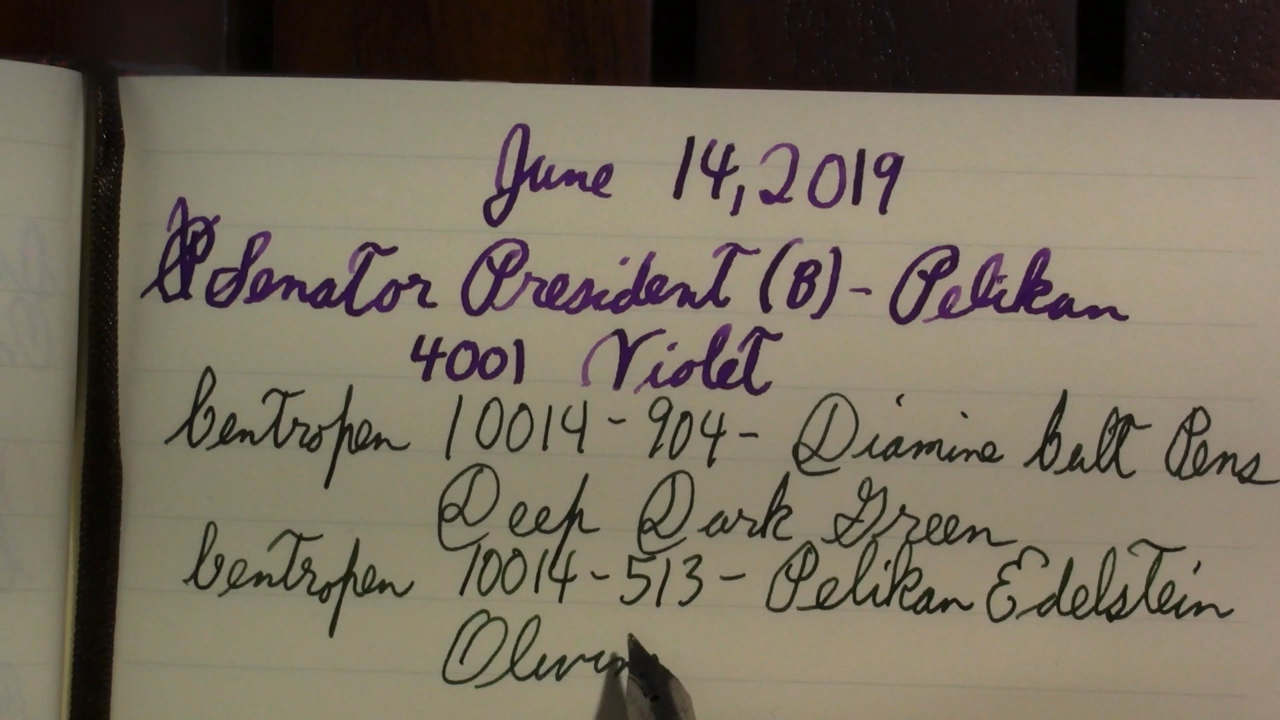 June 14, 2019
Senator President (B) - Pelikan
4001 Violet
Centropen 10014-904- Diamine Cult Pens
Deep Dark Green
Centropen 10014-513- Pelikan Edelstein